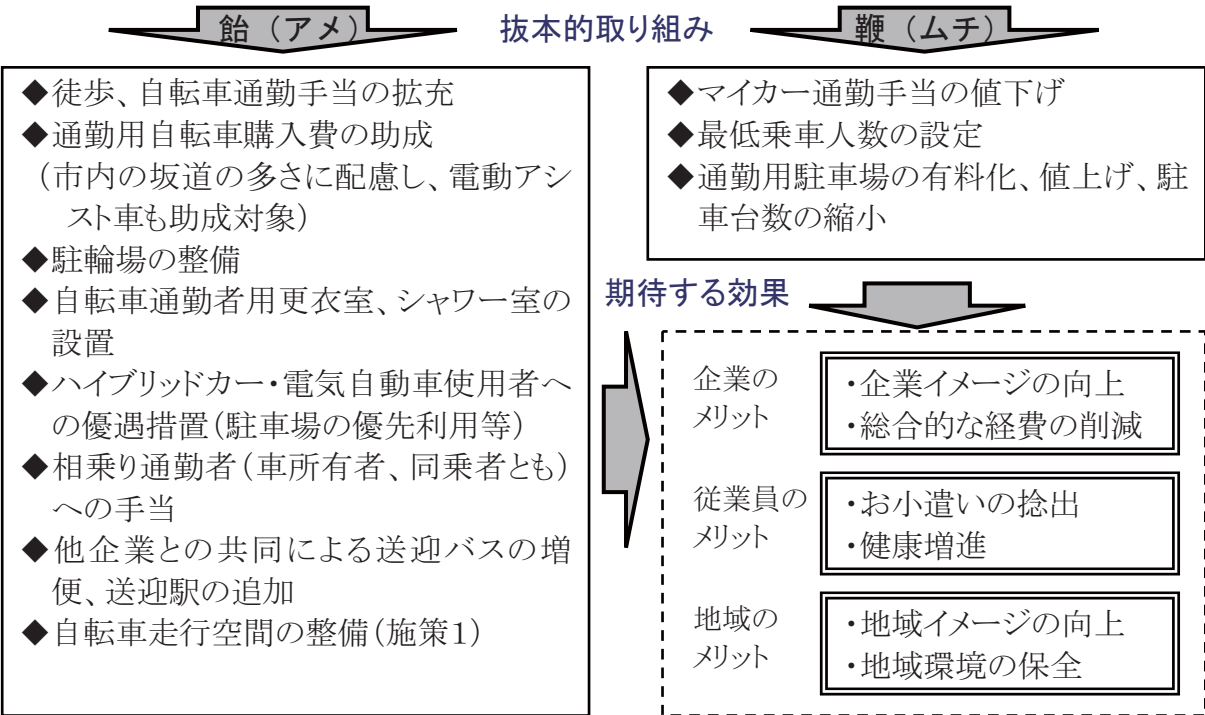 飴（アメ）
抜本的取り組み
鞭（ムチ）
◆徒歩、自転車通勤手当の拡充
◆通勤用自転車購入費の助成
（市内の坂道の多さに配慮し、電動アシ
スト車も助成対象）
◆駐輪場の整備
◆自転車通勤者用更衣室、シャワー室の
設置
◆ハイブリッドカー・電気自動車使用者へ
の優遇措置（駐車場の優先利用等）
◆相乗り通勤者（車所有者、同乗者とも）
への手当
◆他企業との共同による送迎バスの増
便、送迎駅の追加
◆自転車走行空間の整備（施策１）
◆マイカー通勤手当の値下げ
◆最低乗車人数の設定
◆通勤用駐車場の有料化、値上げ、駐
車台数の縮小
期待する効果
企業の
メリット
・企業イメージの向上
・総合的な経費の削減
従業員の
メリット
・お小遣いの捻出
・健康増進
地域の
メリット
・地域イメージの向上
・地域環境の保全